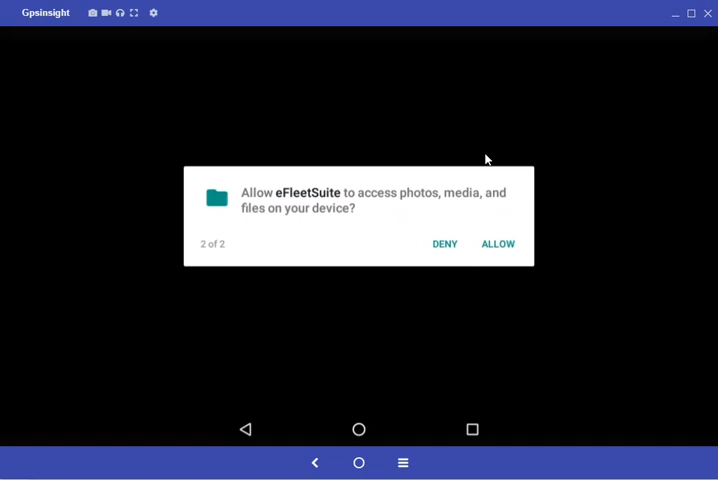 Gpsinsight
Allow eFleetSuite to access photos, media, and
files on your device?
2 of 2
DENY
ALLOW